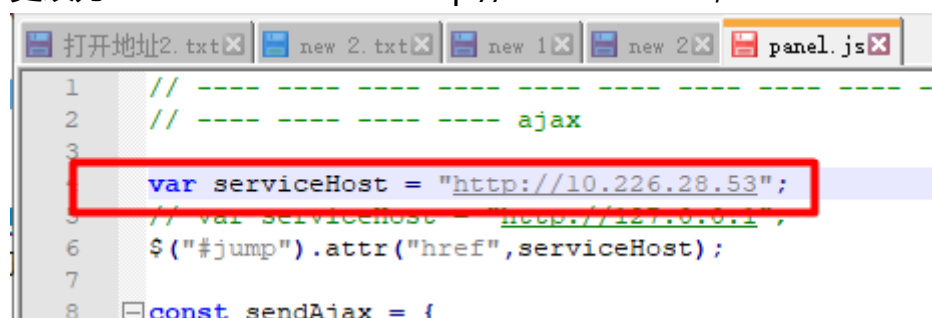 打开地址2.txt new 2.txt new 1 new 2 panel.js
1 // ---- ---- ---- ---- ---- ---- ---- ---- ----
2 // ---- ---- ---- ---- ajax
3
4 var serviceHost = "http://10.226.28.53";
5 // var serviceHost = "http://127.0.0.1";
6 $("#jump").attr("href",serviceHost);
7
8 const sendAjax = {